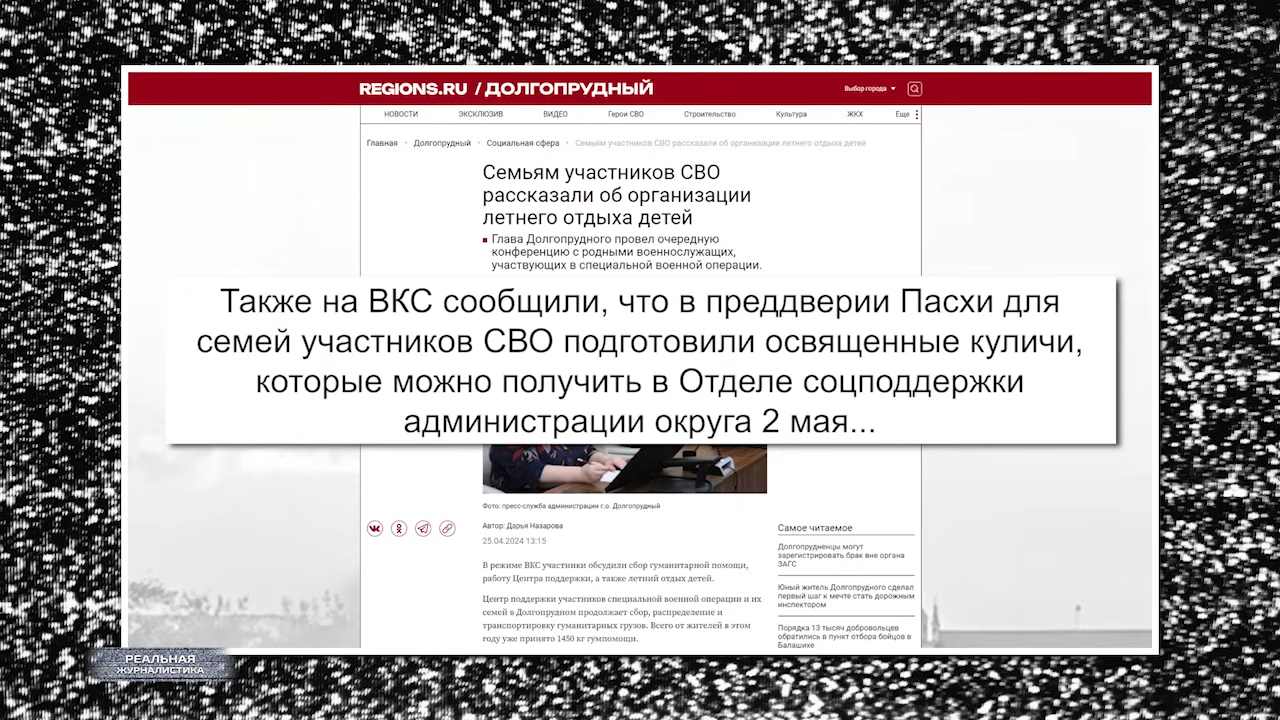 REGIONS.RU / ДОЛГОПРУДНЫЙ
Выбор города
НОВОСТИ ЭКСКЛЮЗИВ ВИДЕО Герои СВО Строительство Культура ЖКХ Еще
Главная • Долгопрудный • Социальная сфера • Семьям участников СВО рассказали об организации летнего отдыха детей
Семьям участников СВО
рассказали об организации
летнего отдыха детей
Глава Долгопрудного провел очередную
конференцию с родными военнослужащих,
участвующих в специальной военной операции.
Также на ВКС сообщили, что в преддверии Пасхи для
семей участников СВО подготовили освященные куличи,
которые можно получить в Отделе соцподдержки
администрации округа 2 мая...
Фото: пресс-служба администрации г.о. Долгопрудный
Автор: Дарья Назарова
25.04.2024 13:15
В режиме ВКС участники обсудили сбор гуманитарной помощи,
работу Центра поддержки, а также летний отдых детей.
Центр поддержки участников специальной военной операции и их
семей в Долгопрудном продолжает сбор, распределение и
транспортировку гуманитарных грузов. Всего от жителей в этом
году уже принято 1450 кг гумпомощи.
Самое читаемое
Долгопрудненцы могут
зарегистрировать брак вне органа
ЗАГС
Юный житель Долгопрудного сделал
первый шаг к мечте стать дорожным
инспектором
Порядка 13 тысяч добровольцев
обратились в пункт отбора бойцов в
Балашихе
РЕАЛЬНАЯ
ЖУРНАЛИСТИКА